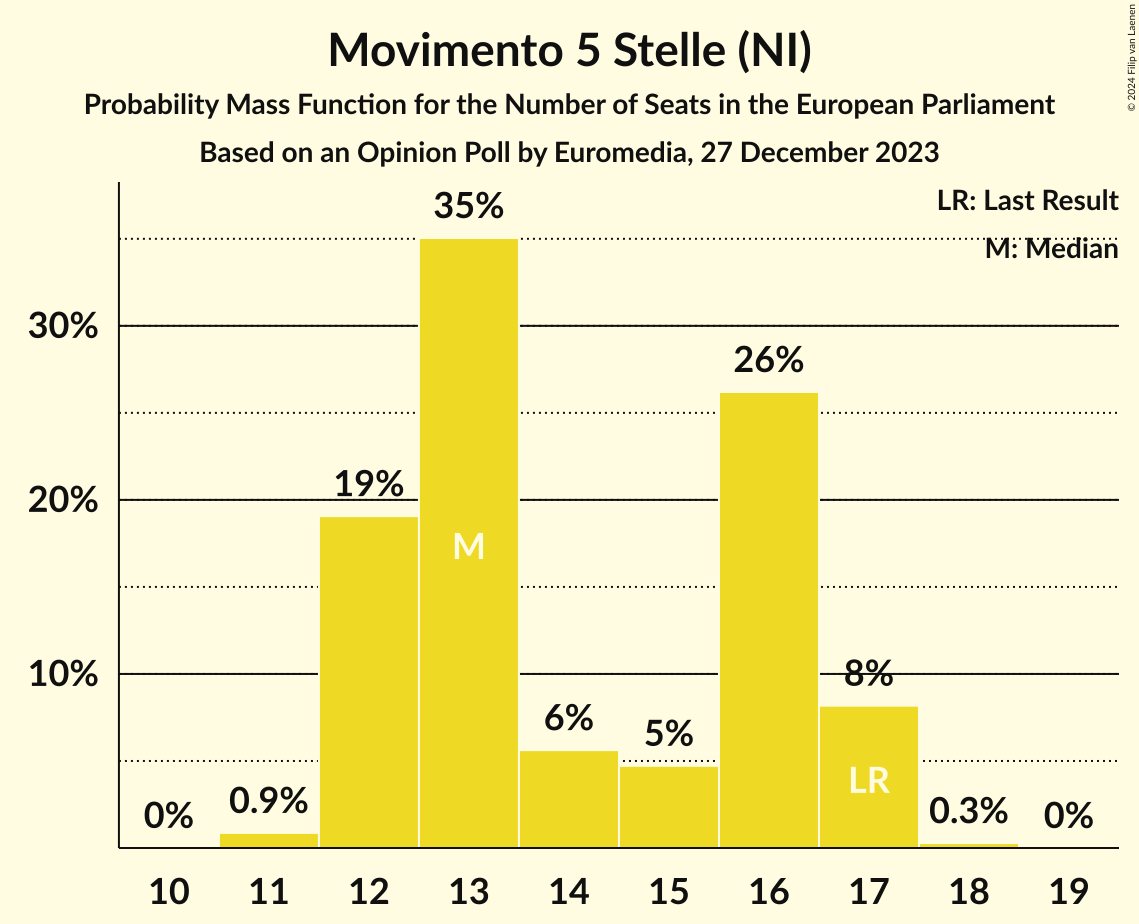 Movimento 5 Stelle (NI)
Probability Mass Function for the Number of Seats in the European Parliament
Based on an Opinion Poll by Euromedia, 27 December 2023
© 2024 Filip van Laenen
LR: Last Result
M: Median
30%
20%
10%
0%
0.9%
19%
35%
6%
5%
26%
8%
0.3%
0%
M
LR
10 11 12 13 14 15 16 17 18 19